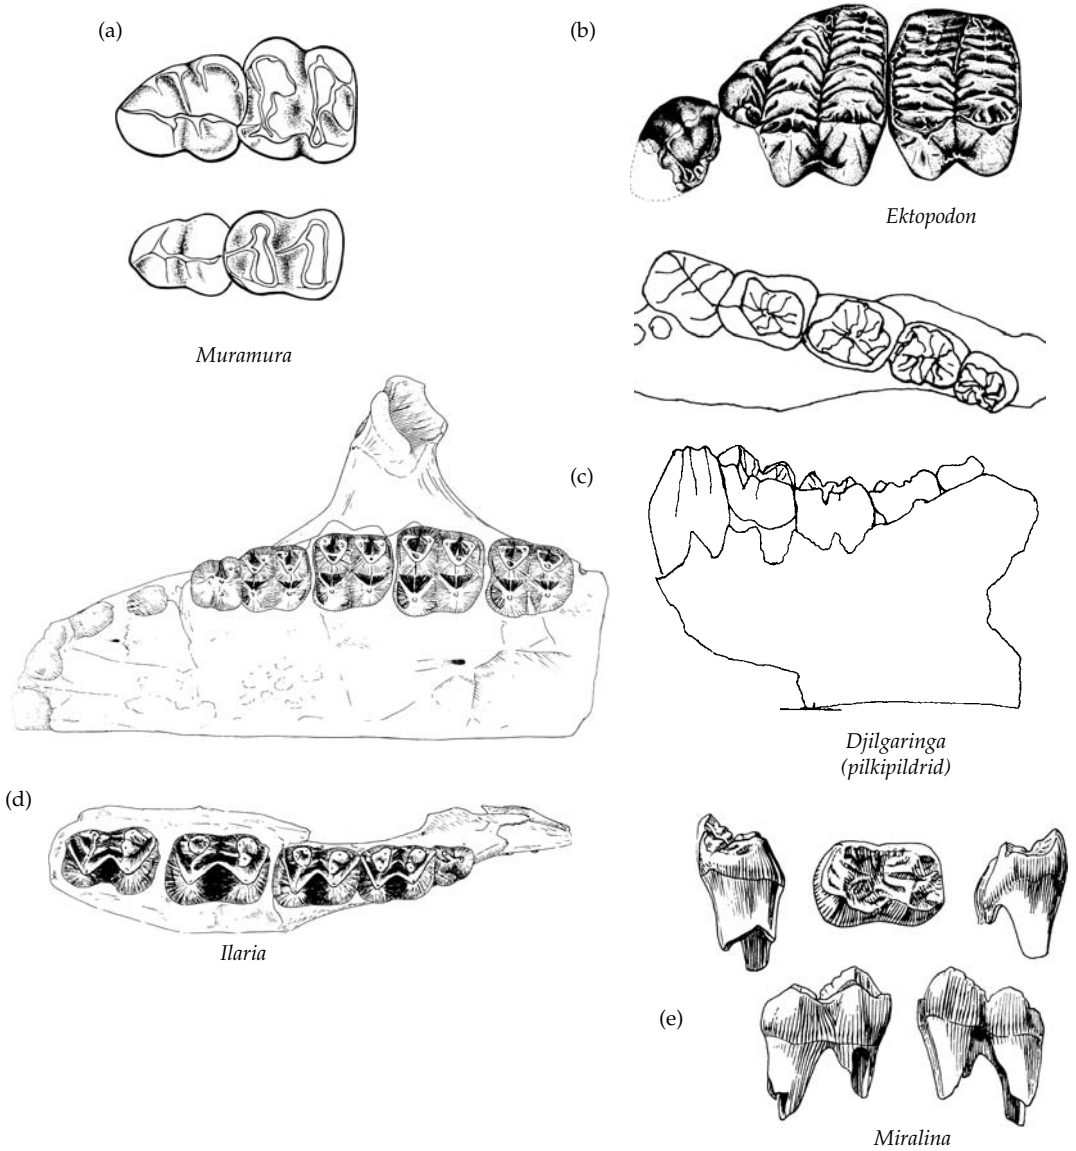 (a)
Muramura
(b)
Ektopodon
(c)
Djilgaringa
(pilkipildrid)
(d)
Ilaria
(e)
Miralina